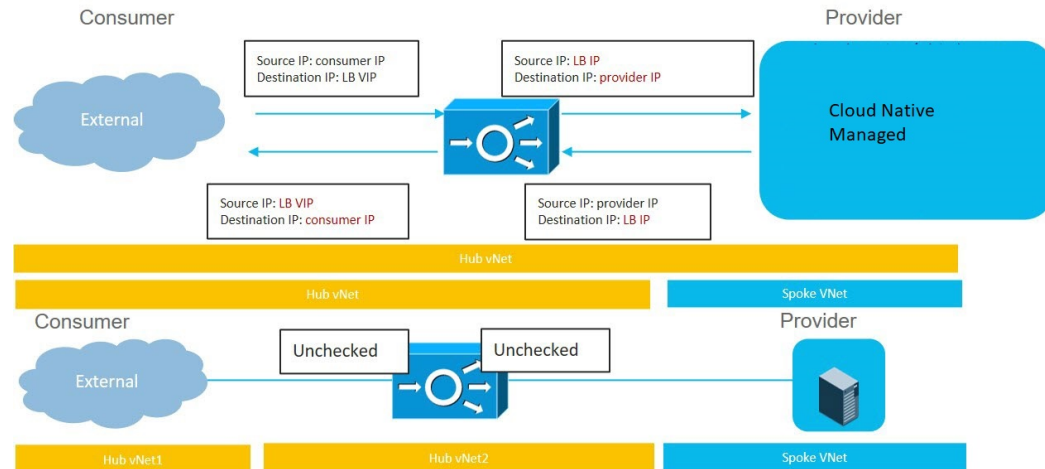 Consumer
Provider
Source IP: consumer IP
Destination IP: LB VIP
Source IP: LB IP
Destination IP: provider IP
External
Cloud Native
Managed
Source IP: LB VIP
Destination IP: consumer IP
Source IP: provider IP
Destination IP: LB IP
Hub vNet
Hub vNet
Spoke VNet
Consumer
Provider
Unchecked
Unchecked
External
Hub vNet1
Hub vNet2
Spoke VNet